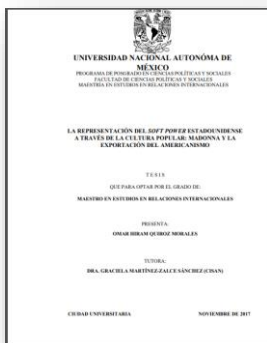 UNIVERSIDAD NACIONAL AUTÓNOMA DE
MÉXICO
PROGRAMA DE POSGRADO EN CIENCIAS POLÍTICAS Y SOCIALES
FACULTAD DE CIENCIAS POLÍTICAS Y SOCIALES
MAESTRÍA EN ESTUDIOS EN RELACIONES INTERNACIONALES
LA REPRESENTACIÓN DEL SOFT POWER ESTADOUNIDENSE
A TRAVÉS DE LA CULTURA POPULAR: MADONNA Y LA
EXPORTACIÓN DEL AMERICANISMO
T E S I S
QUE PARA OPTAR POR EL GRADO DE:
MAESTRO EN ESTUDIOS EN RELACIONES INTERNACIONALES
PRESENTA:
OMAR HIRAM QUIROZ MORALES
TUTORA:
DRA. GRACIELA MARTÍNEZ-ZALCE SÁNCHEZ (CISAN)
CIUDAD UNIVERSITARIA NOVIEMBRE DE 2017